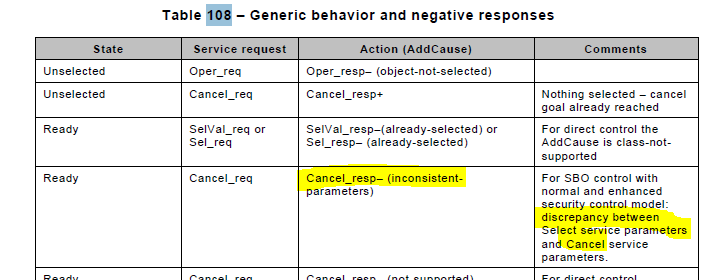 Table 108 – Generic behavior and negative responses
State Service request Action (AddCause) Comments
Unselected Oper_req Oper_resp– (object-not-selected)
Unselected Cancel_req Cancel_resp+ Nothing selected – cancel
goal already reached
Ready SelVal_req or SelVal_resp–(already-selected) or For direct control the
Sel_req Sel_resp– (already-selected) AddCause is class-not-
supported
Ready Cancel_req Cancel_resp– (inconsistent- For SBO control with
parameters) normal and enhanced
security control model:
discrepancy between
Select service parameters
and Cancel service
parameters.
Ready Cancel_req Cancel_resp– (not-supported) For direct control